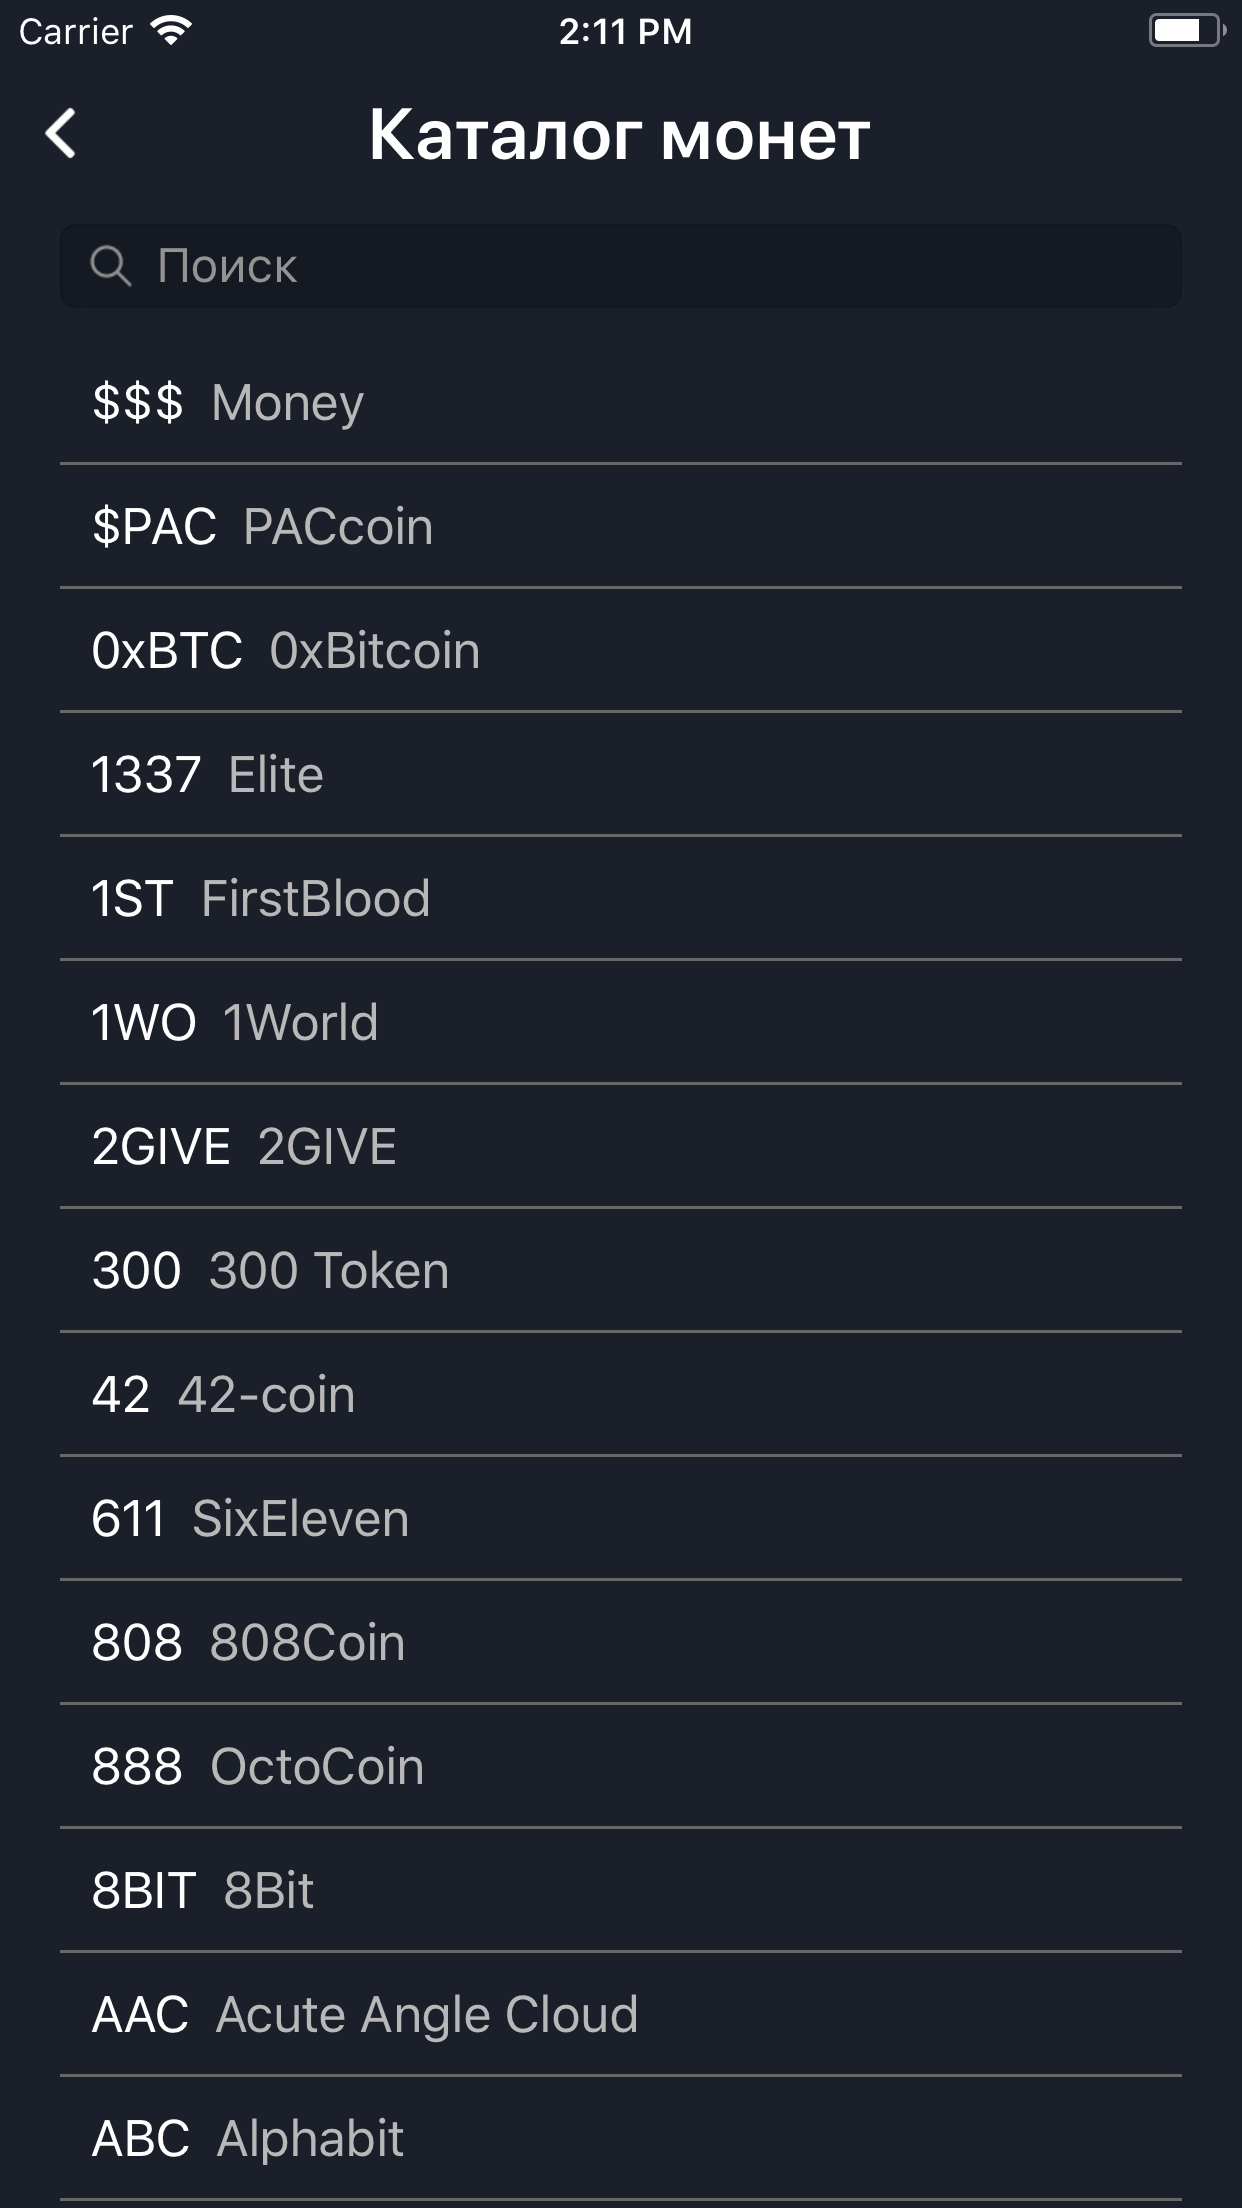 Carrier 2:11 PM
Каталог монет
Поиск
$$$ Money
$PAC PACcoin
0xBTC 0xBitcoin
1337 Elite
1ST FirstBlood
1WO 1World
2GIVE 2GIVE
300 300 Token
42 42-coin
611 SixEleven
808 808Coin
888 OctoCoin
8BIT 8Bit
AAC Acute Angle Cloud
ABC Alphabit